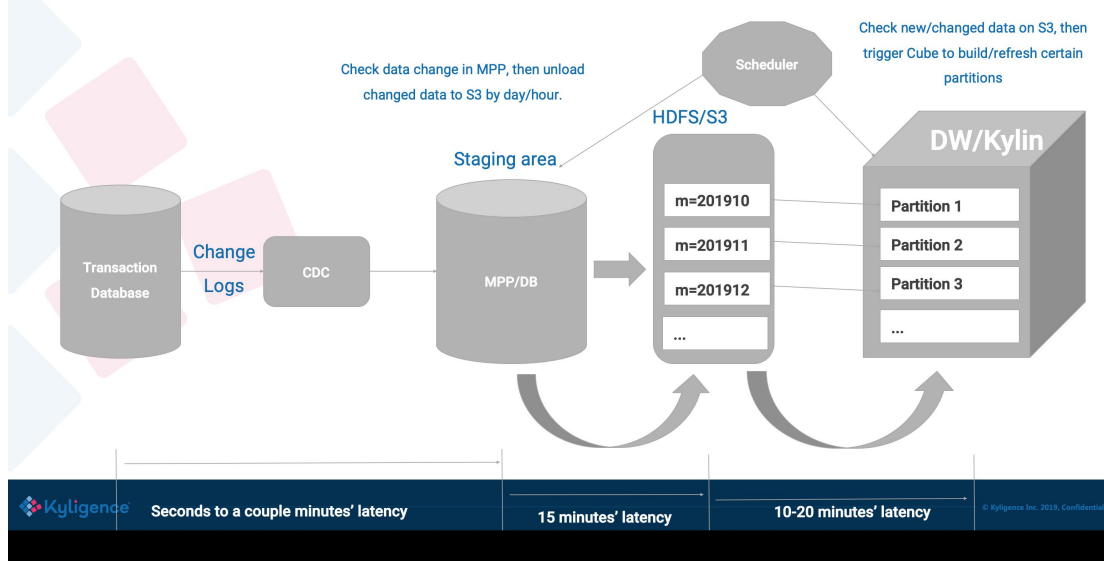 Check new/changed data on S3, then
trigger Cube to build/refresh certain
partitions
Scheduler
Check data change in MPP, then unload
changed data to S3 by day/hour.
HDFS/S3
DW/Kylin
Staging area
m=201910
Partition 1
m=201911
Partition 2
Change
Logs
Transaction
Database
CDC
MPP/DB
m=201912
Partition 3
...
...
Kyligence
Seconds to a couple minutes’ latency
15 minutes’ latency
10-20 minutes’ latency
© Kyligence Inc. 2019, Confidential